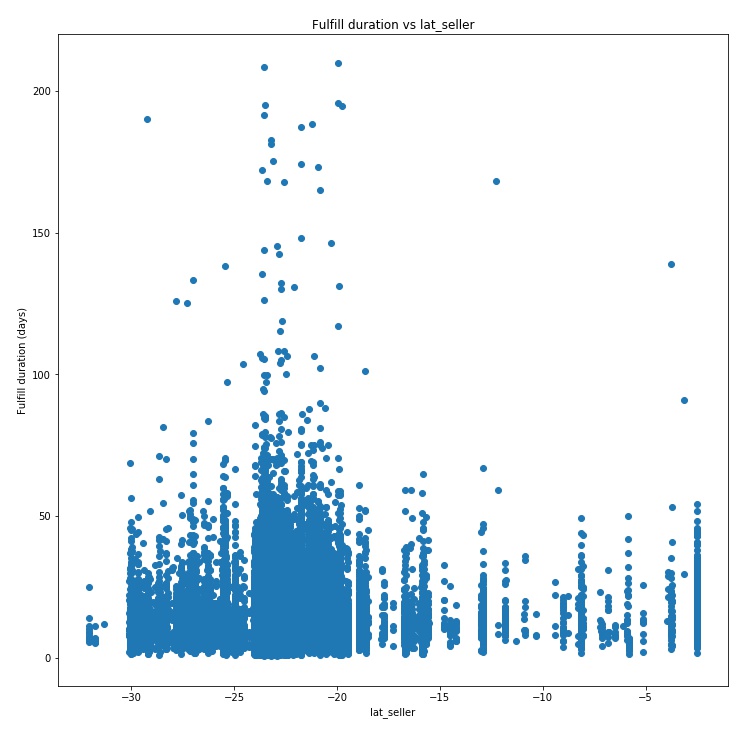 Fulfill duration vs lat_seller
Fulfill duration (days)
200
150
100
50
0
−30 −25 −20 −15 −10 −5
lat_seller